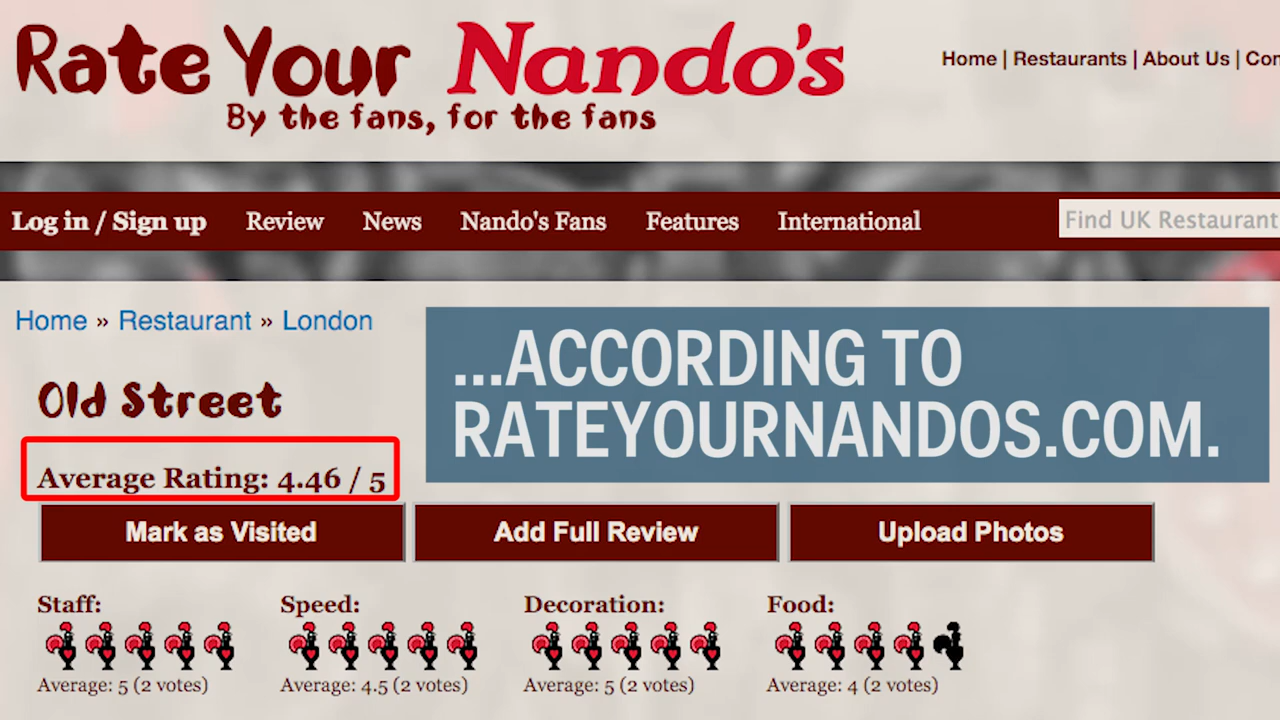 Rate Your Nando's
By the fans, for the fans
Home | Restaurants | About Us | Con
Log in / Sign up Review News Nando's Fans Features International
Find UK Restaurant
Home » Restaurant » London
...ACCORDING TO
RATEYOURNANDOS.COM.
Old Street
Average Rating: 4.46 / 5
Mark as Visited Add Full Review Upload Photos
Staff: Speed: Decoration: Food:
Average: 5 (2 votes) Average: 4.5 (2 votes) Average: 5 (2 votes) Average: 4 (2 votes)